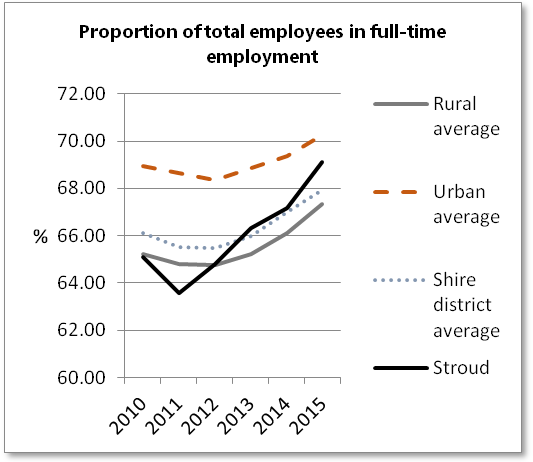 Proportion of total employees in full-time
employment
72.00
70.00
68.00
66.00
64.00
62.00
60.00
%
2010
2011
2012
2013
2014
2015
Rural
average
Urban
average
Shire
district
average
Stroud